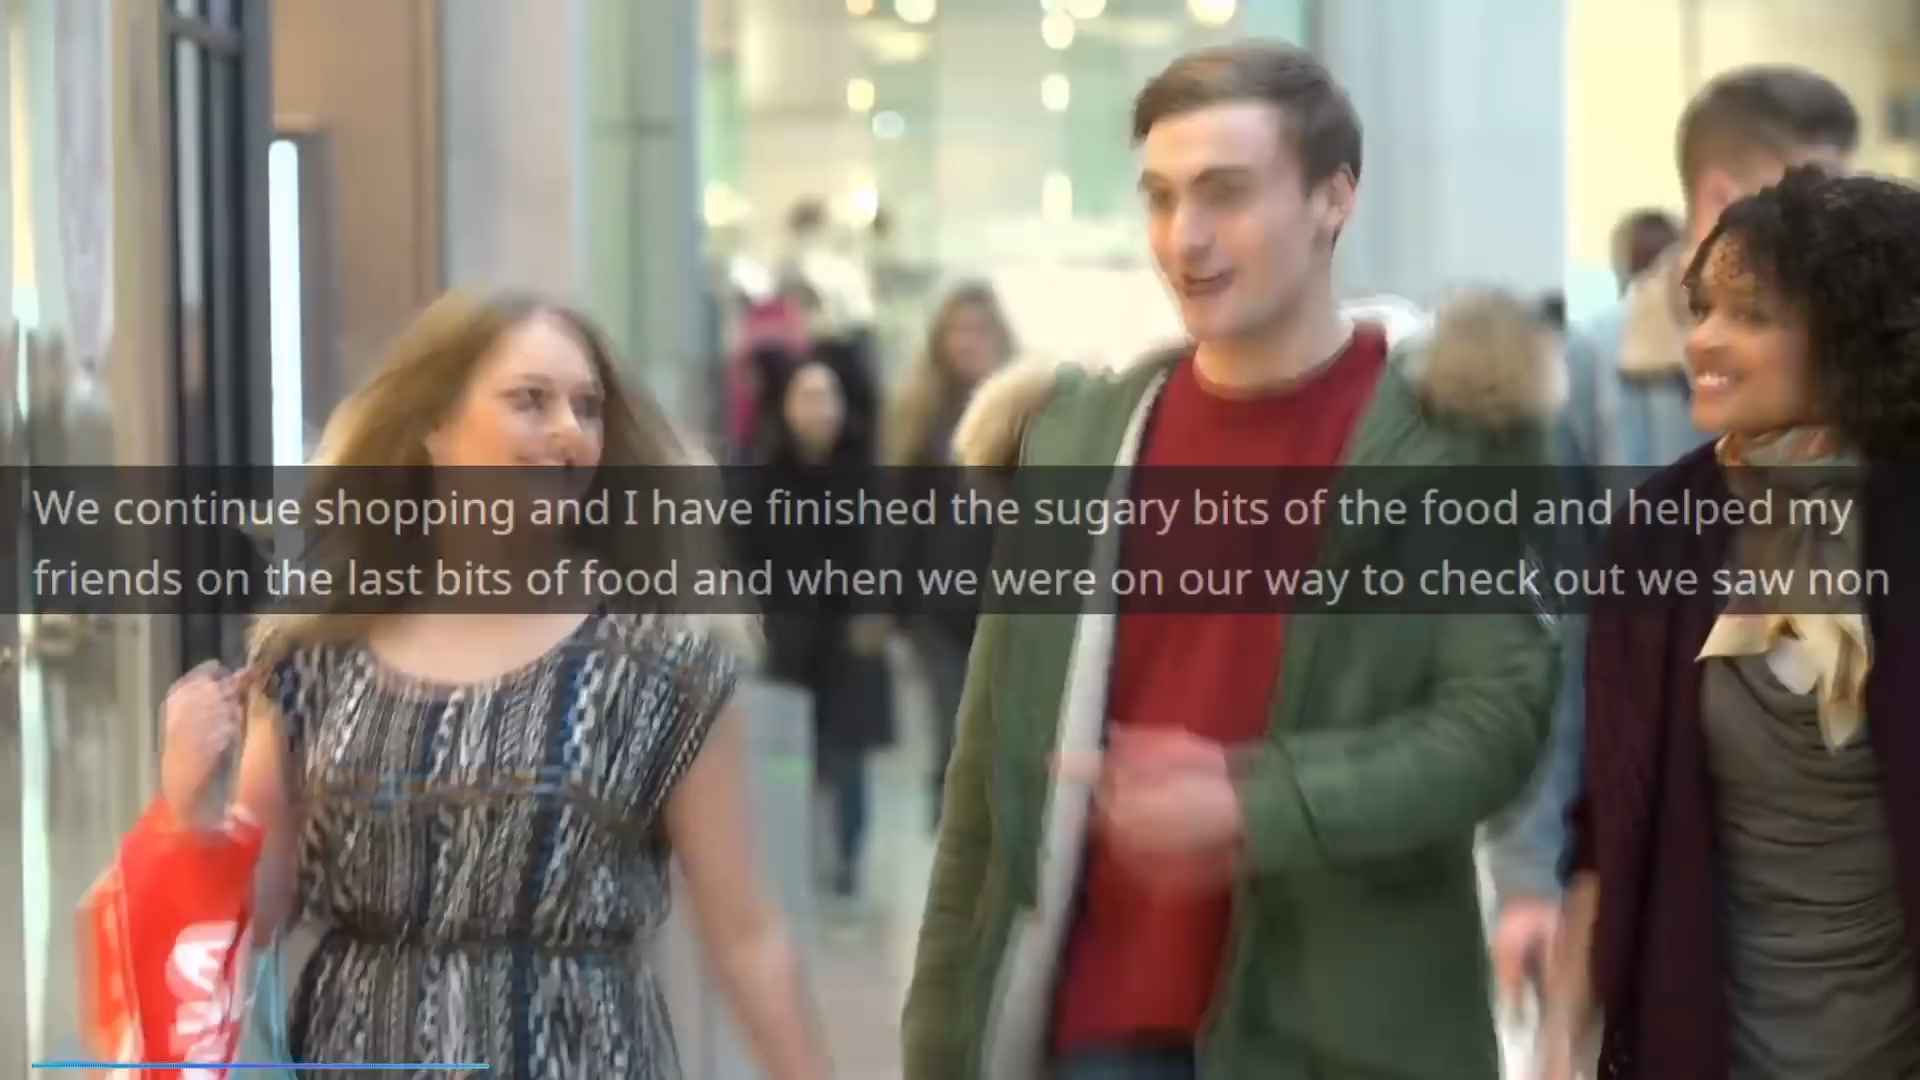 We continue shopping and I have finished the sugary bits of the food and helped my
friends on the last bits of food and when we were on our way to check out we saw non